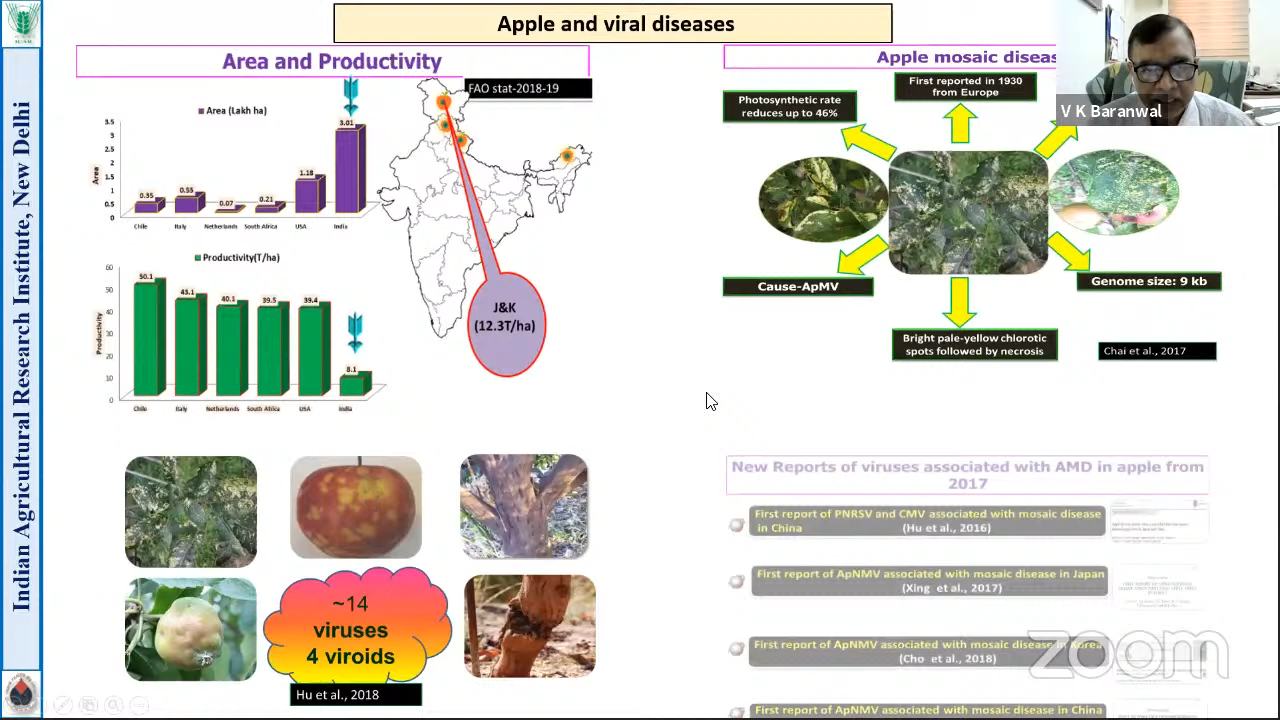 Apple and viral diseases
Indian Agricultural Research Institute, New Delhi
Area and Productivity
FAO stat-2018-19
Area (Lakh ha)
Area
3.5
3
2.5
2
1.5
1
0.5
0
0.35
0.55
0.07
0.21
1.18
3.01
Chile Italy Netherlands South Africa USA India
Productivity(T/ha)
Productivity
60
50
40
30
20
10
0
50.1
45.1
40.1
39.5
39.4
8.1
Chile Italy Netherlands South Africa USA India
J&K
(12.3T/ha)
~14
viruses
4 viroids
Hu et al., 2018
Apple mosaic diseas
V K Baranwal
First reported in 1930
from Europe
Photosynthetic rate
reduces up to 46%
Cause-ApMV
Genome size: 9 kb
Bright pale-yellow chlorotic
spots followed by necrosis
Chai et al., 2017
New Reports of viruses associated with AMD in apple from
2017
First report of PNRSV and CMV associated with mosaic disease
in China (Hu et al., 2016)
First report of ApNMV associated with mosaic disease in Japan
(Xing et al., 2017)
First report of ApNMV associated with mosaic disease in Korea
(Cho et al., 2018)
First report of ApNMV associated with mosaic disease in China
zoom